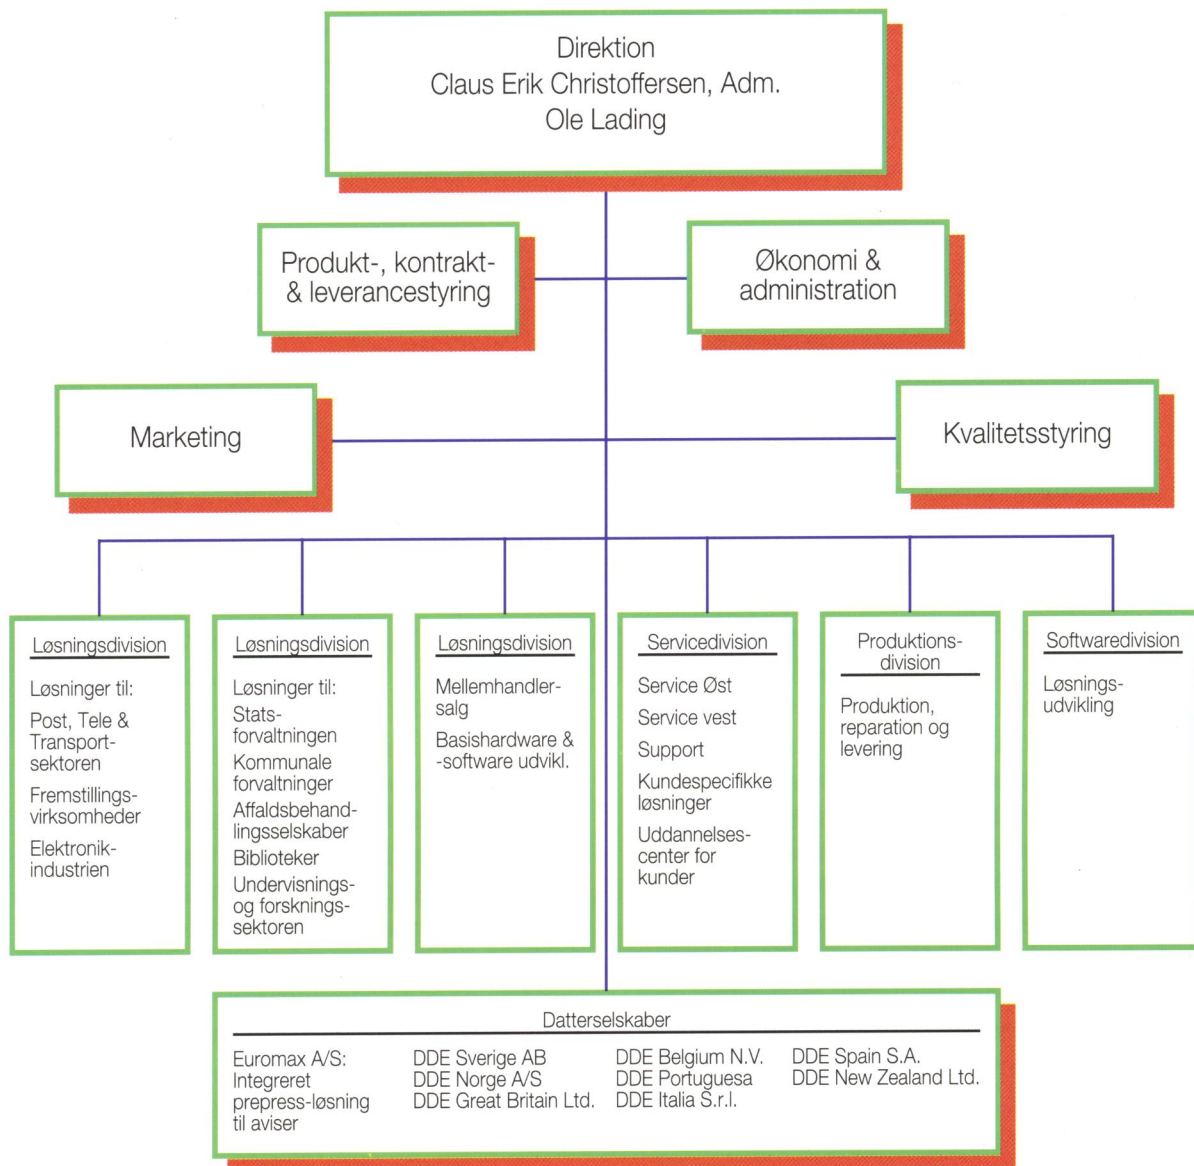 Direktion
Claus Erik Christoffersen, Adm.
Ole Lading
Produkt-, kontrakt-
& leverancestyring
Økonomi &
administration
Marketing
Kvalitetsstyring
Løsningsdivision
Løsninger til:
Post, Tele &
Transport-
sektoren
Fremstillings-
virksomheder
Elektronik-
industrien
Løsningsdivision
Løsninger til:
Stats-
forvaltningen
Kommunale
forvaltninger
Affaldsbehand-
lingsselskaber
Biblioteker
Undervisnings-
og forsknings-
sektoren
Løsningsdivision
Mellemhandler-
salg
Basishardware &
-software udvikl.
Servicedivision
Service Øst
Service vest
Support
Kundespecifikke
løsninger
Uddannelses-
center for
kunder
Produktions-
division
Produktion,
reparation og
levering
Softwaredivision
Løsnings-
udvikling
Datterselskaber
Euromax A/S:
Integreret
prepress-løsning
til aviser
DDE Sverige AB
DDE Norge A/S
DDE Great Britain Ltd.
DDE Belgium N.V.
DDE Portuguesa
DDE Italia S.r.l.
DDE Spain S.A.
DDE New Zealand Ltd.